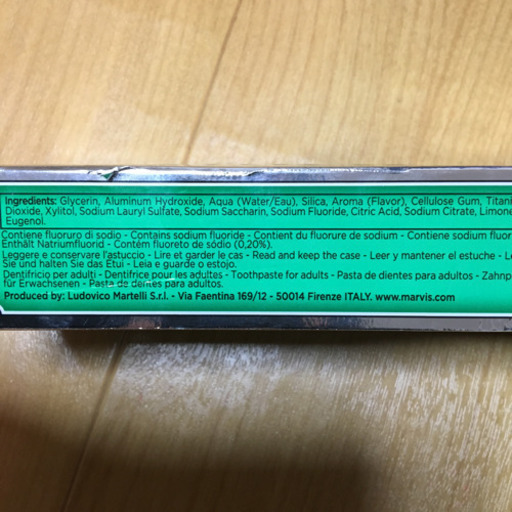 Ingredients: Glycerin, Aluminum Hydroxide, Aqua (Water/Eau), Silica, Aroma (Flavor), Cellulose Gum, Titani
Dioxide, Xylitol, Sodium Lauryl Sulfate, Sodium Saccharin, Sodium Fluoride, Citric Acid, Sodium Citrate, Limone
Eugenol.
Contiene fluoruro di sodio - Contains sodium fluoride - Contient du fluorure de sodium - Contiene sodium fluor
Enthält Natriumfluorid - Contém fluoreto de sódio (0,20%).
Leggere e conservare l'astuccio - Lire et garder le cas - Read and keep the case - Leer y mantener el estuche - Le
Sie und halten Sie das Etui - Leia e guarde o estojo.
Dentifricio per adulti - Dentifrice pour les adultes - Toothpaste for adults - Pasta de dientes para adultos - Zahnp
für Erwachsenen - Pasta de dentes para adultos.
Produced by: Ludovico Martelli S.r.l. - Via Faentina 169/12 - 50014 Firenze ITALY. www.marvis.com